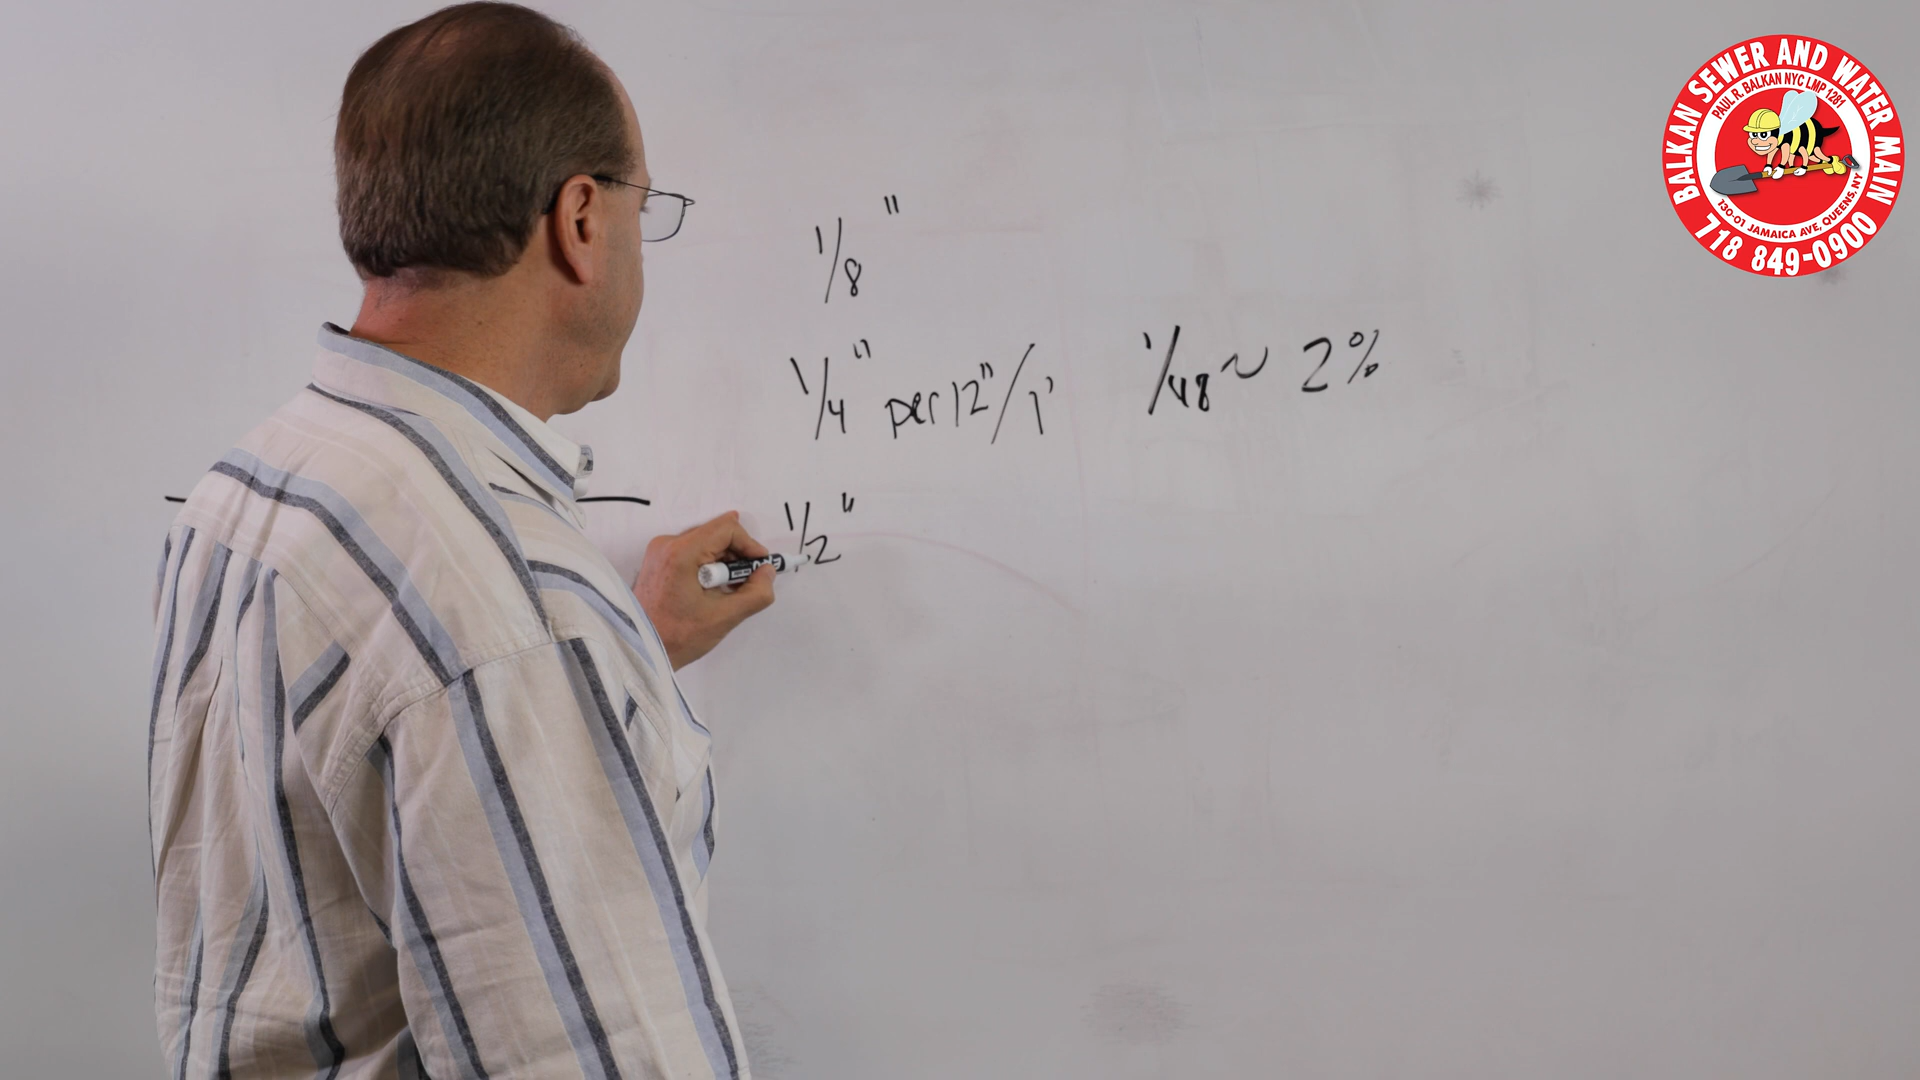 1/8"
1/4" per 12"/1' 1/48 ~ 2%
1/2"
EXPO
BALKAN SEWER AND WATER MAIN
PAUL R. BALKAN NYC LMP 1281
130-01 JAMAICA AVE, QUEENS, NY
718 849-0900